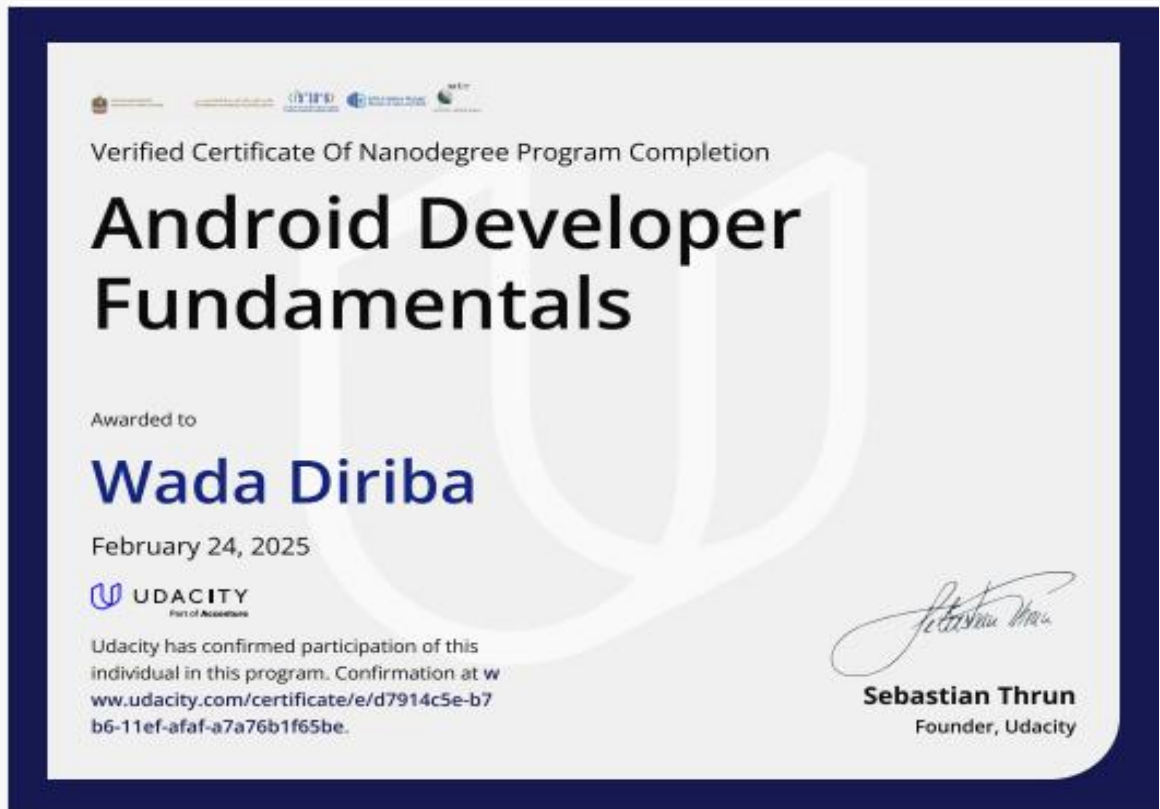 Verified Certificate Of Nanodegree Program Completion
Android Developer
Fundamentals
Awarded to
Wada Diriba
February 24, 2025
UDACITY
Part of Accenture
Udacity has confirmed participation of this
individual in this program. Confirmation at w
ww.udacity.com/certificate/e/d7914c5e-b7
b6-11ef-afaf-a7a76b1f65be.
Sebastian Thrun
Sebastian Thrun
Founder, Udacity